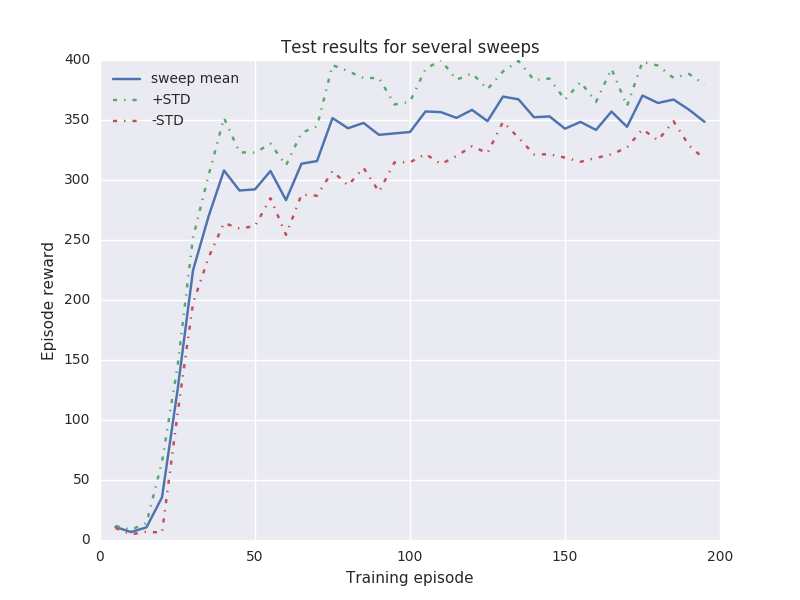 Test results for several sweeps
sweep mean
+STD
-STD
Episode reward
400
350
300
250
200
150
100
50
0
0 50 100 150 200
Training episode